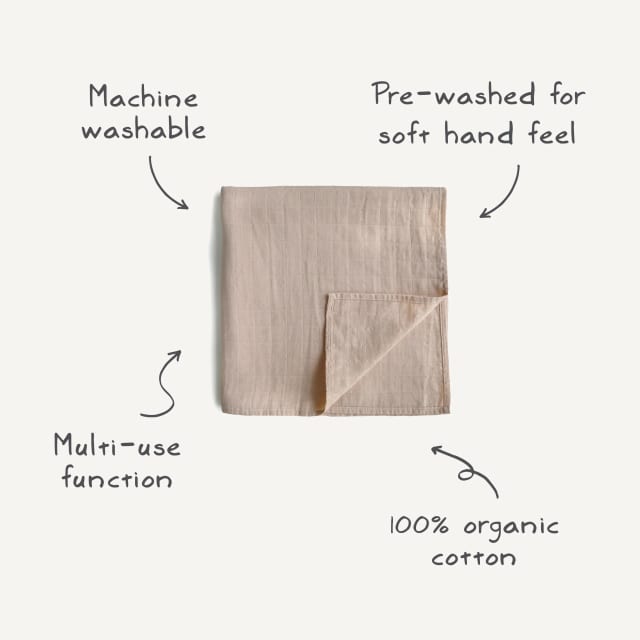 Machine
washable
Pre-washed for
soft hand feel
Multi-use
function
100% organic
cotton